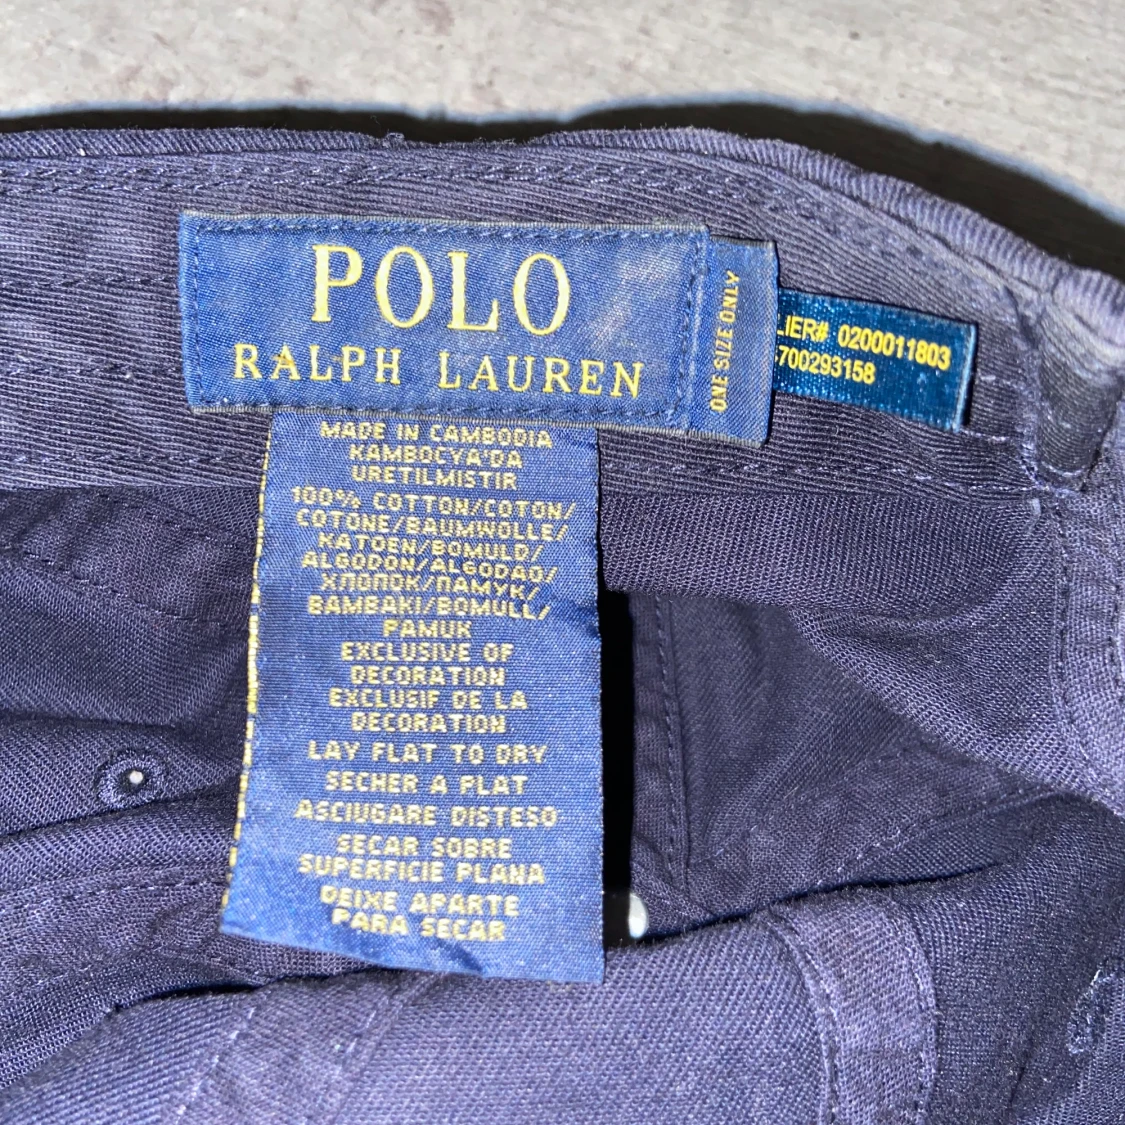 POLO
RALPH LAUREN
ONE SIZE ONLY
LIER# 0200011803
700293158
MADE IN CAMBODIA
KAMBOCYA'DA
URETILMISTIR
100% COTTON/COTON/
COTONE/BAUMWOLLE/
KATOEN/BOMULD/
ALGODON/ALGODAO/
ХЛОПОК/ПАМУК/
BAMBAKI/BOMULL/
PAMUK
EXCLUSIVE OF
DECORATION
EXCLUSIF DE LA
DECORATION
LAY FLAT TO DRY
SECHER A PLAT
ASCIUGARE DISTESO
SECAR SOBRE
SUPERFICIE PLANA
DEIXE APARTE
PARA SECAR